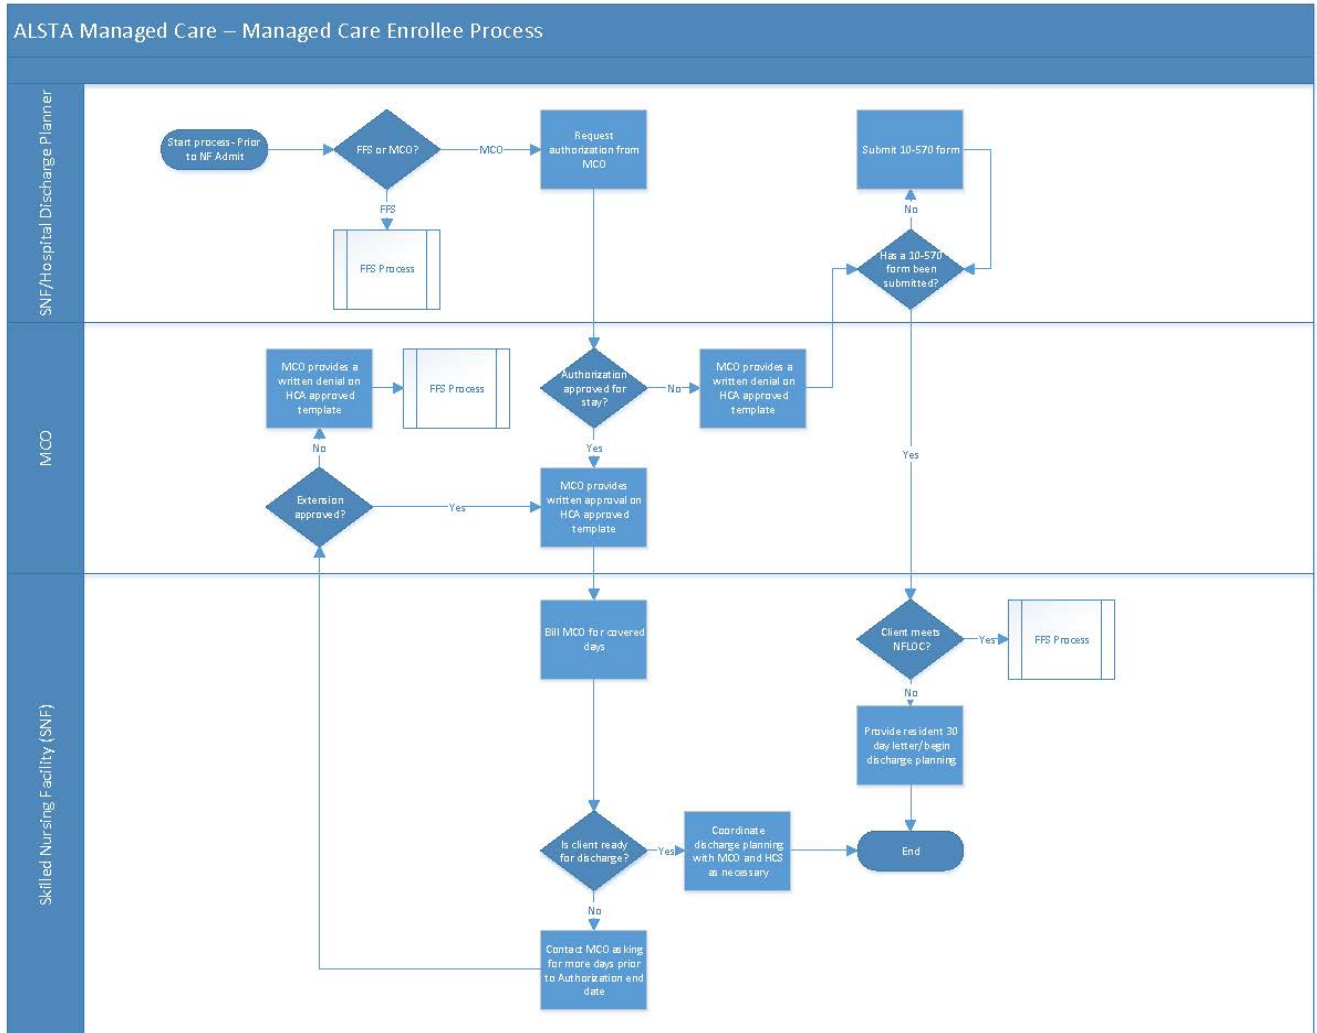 ALSTA Managed Care – Managed Care Enrollee Process
SNF/Hospital Discharge Planner
Start process- Prior
to NF Admit
FFS or MCO?
MCO
Request
authorization from
MCO
Submit 10-570 form
FFS
No
FFS Process
Has a 10-570
form been
submitted?
MCO
MCO provides a
written denial on
HCA approved
template
FFS Process
Authorization
approved for
stay?
No
MCO provides a
written denial on
HCA approved
template
No
Yes
Yes
Extension
approved?
Yes
MCO provides
written approval on
HCA approved
template
Skilled Nursing Facility (SNF)
Bill MCO for covered
days
Client meets
NFLOC?
Yes
FFS Process
No
Provide resident 30
day letter/begin
discharge planning
Is client ready
for discharge?
Yes
Coordinate
discharge planning
with MCO and HCS
as necessary
End
No
Contact MCO asking
for more days prior
to Authorization end
date